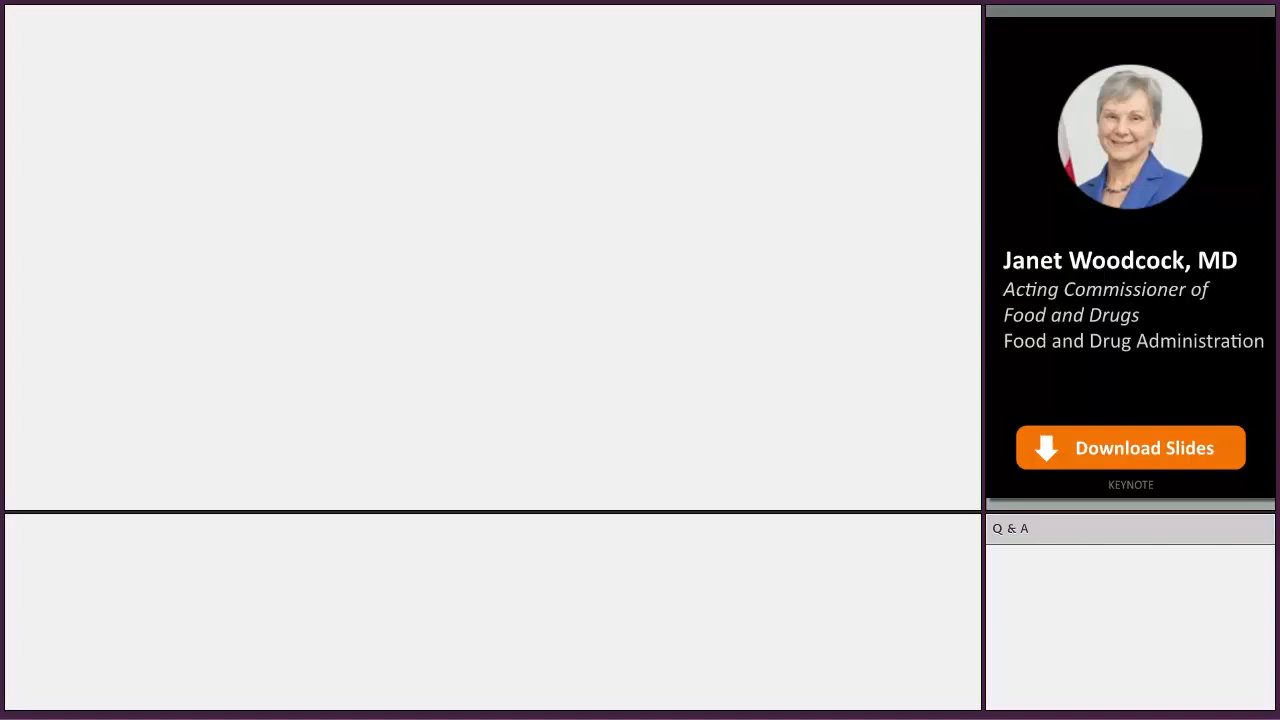 Janet Woodcock, MD
Acting Commissioner of
Food and Drugs
Food and Drug Administration
Download Slides
KEYNOTE
Q & A